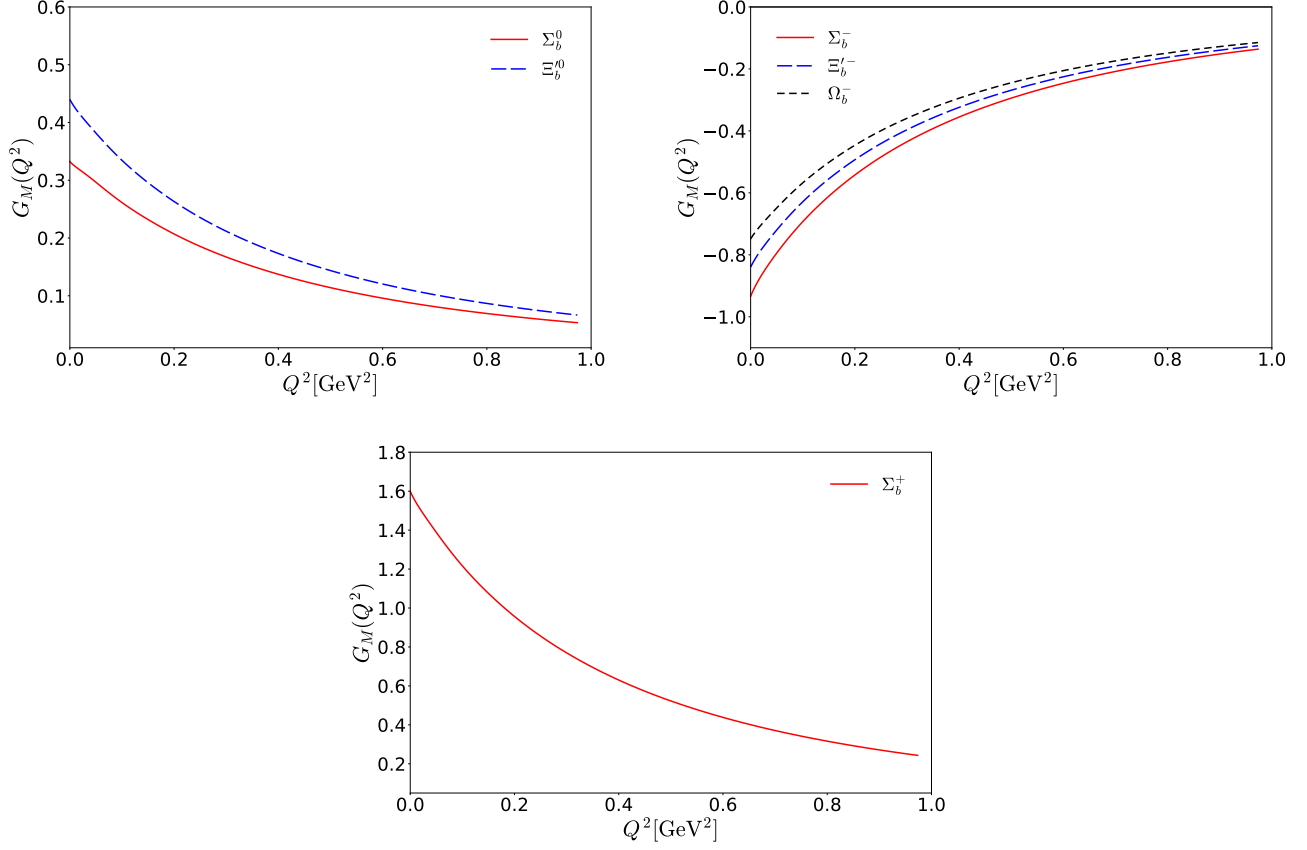 0.6
0.5
0.4
0.3
0.2
0.1
0.0 0.2 0.4 0.6 0.8 1.0
G_M(Q^2)
Q^2[GeV^2]
Σ_b^0
Ξ_b^{′0}
−0.0
−0.2
−0.4
−0.6
−0.8
−1.0
0.0 0.2 0.4 0.6 0.8 1.0
G_M(Q^2)
Q^2[GeV^2]
Σ_b^−
Ξ_b^{′−}
Ω_b^−
1.8
1.6
1.4
1.2
1.0
0.8
0.6
0.4
0.2
0.0 0.2 0.4 0.6 0.8 1.0
G_M(Q^2)
Q^2[GeV^2]
Σ_b^+